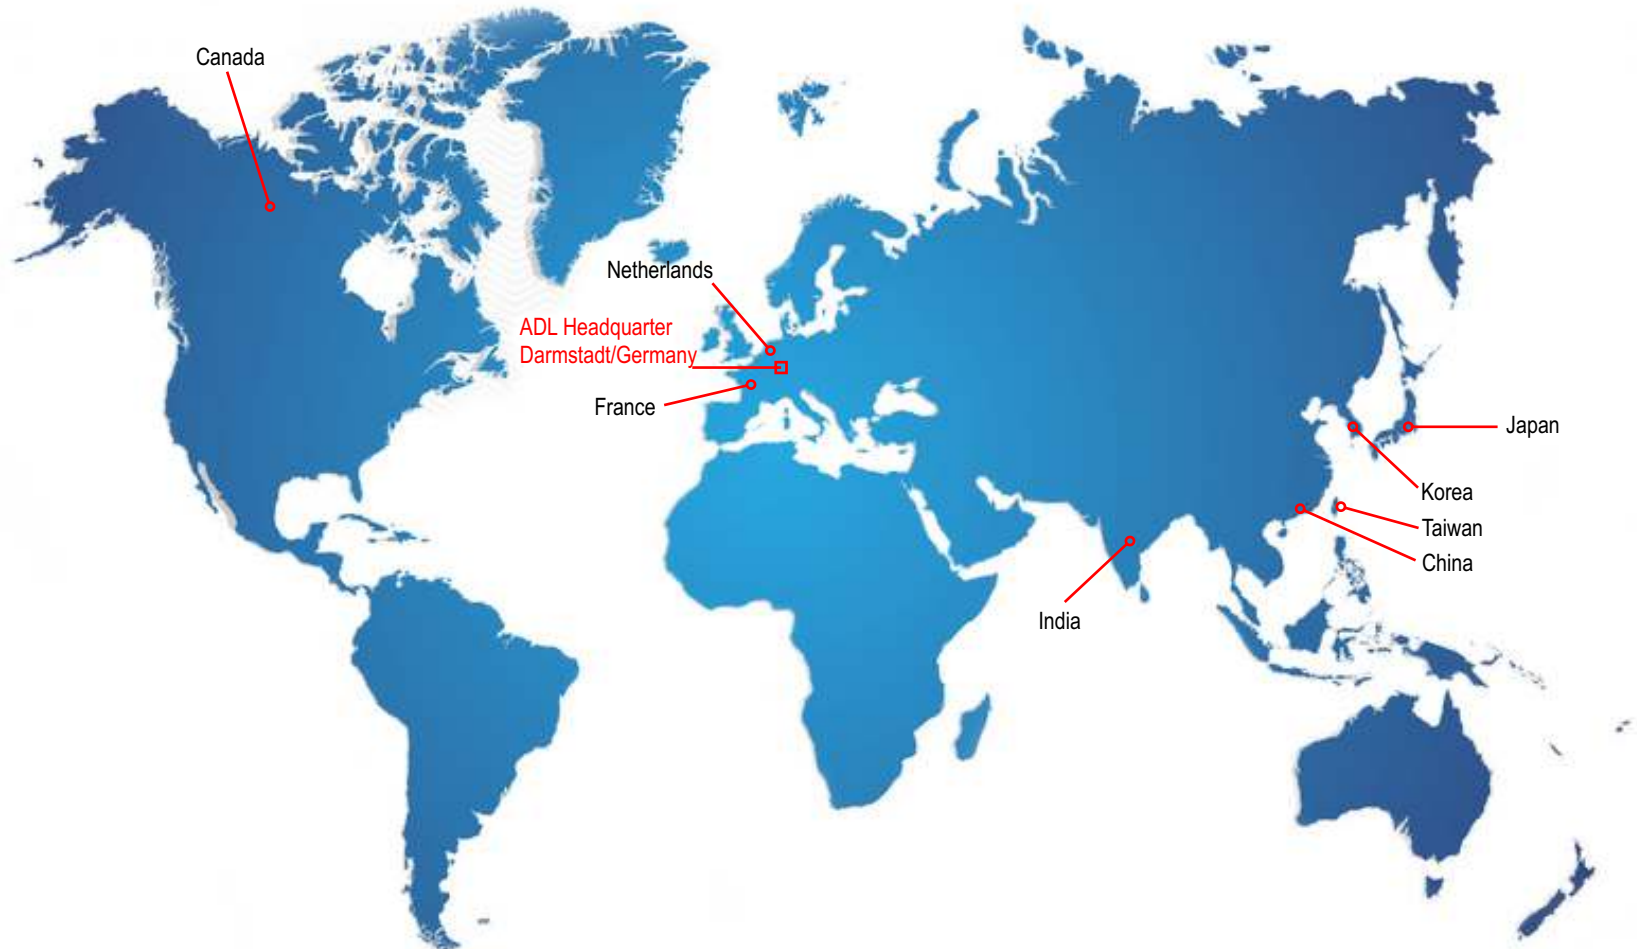 Canada
Netherlands
ADL Headquarter
Darmstadt/Germany
France
Japan
Korea
Taiwan
China
India